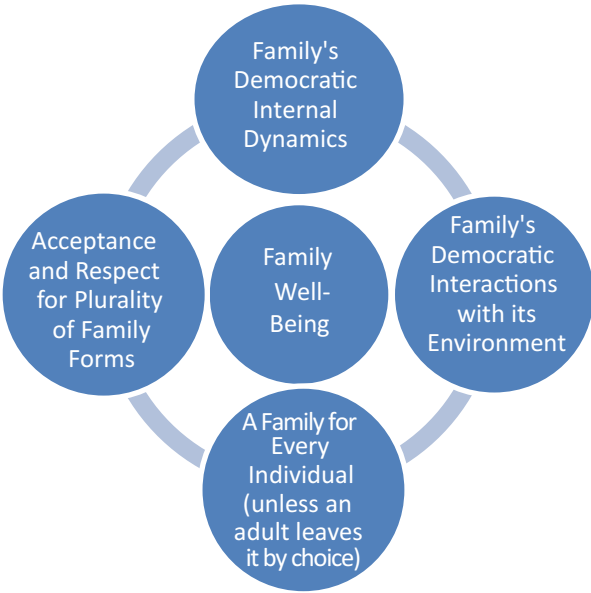 Family's
Democratic
Internal
Dynamics
Acceptance
and Respect
for Plurality
of Family
Forms
Family
Well-
Being
Family's
Democratic
Interactions
with its
Environment
A Family for
Every
Individual
(unless an
adult leaves
it by choice)